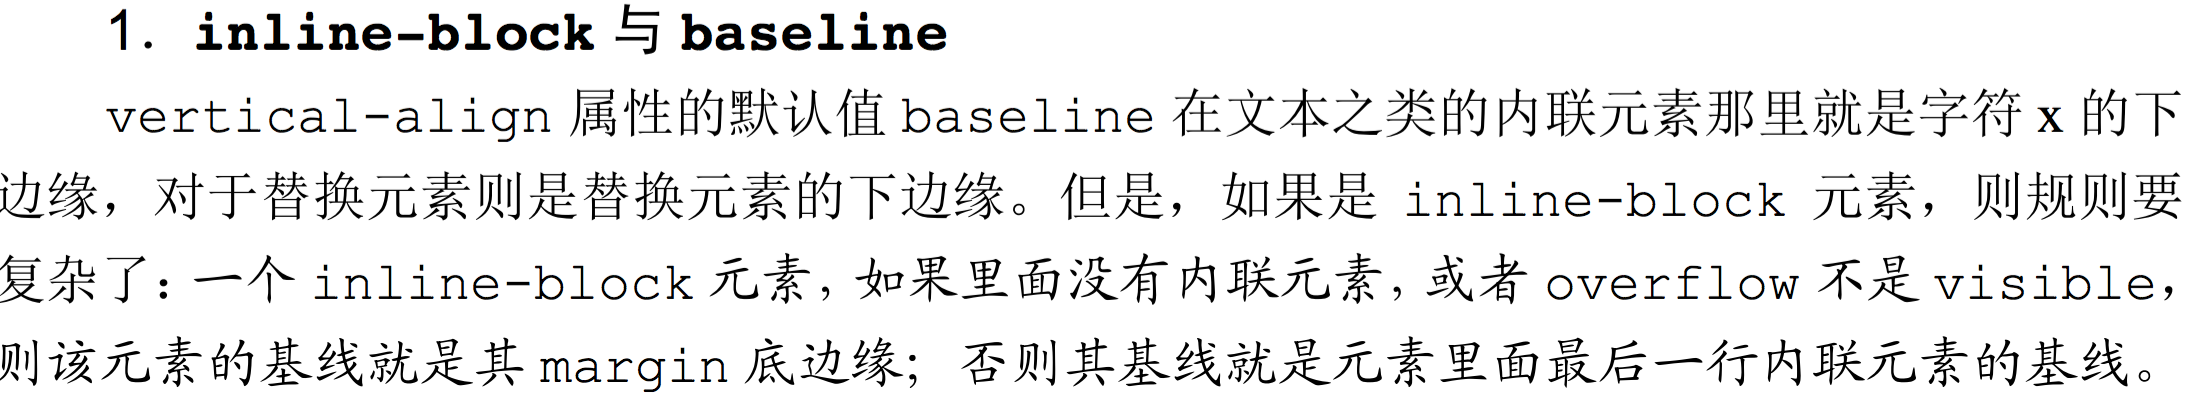 1．inline-block 与 baseline
vertical-align 属性的默认值 baseline 在文本之类的内联元素那里就是字符 x 的下
边缘，对于替换元素则是替换元素的下边缘。但是，如果是 inline-block 元素，则规则要
复杂了：一个 inline-block 元素，如果里面没有内联元素，或者 overflow 不是 visible，
则该元素的基线就是其 margin 底边缘；否则其基线就是元素里面最后一行内联元素的基线。